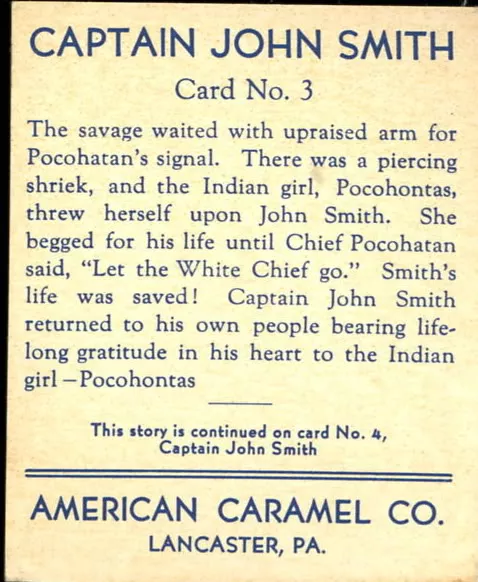 CAPTAIN JOHN SMITH
Card No. 3
The savage waited with upraised arm for
Pocohatan's signal. There was a piercing
shriek, and the Indian girl, Pocohontas,
threw herself upon John Smith. She
begged for his life until Chief Pocohatan
said, "Let the White Chief go." Smith's
life was saved! Captain John Smith
returned to his own people bearing life-
long gratitude in his heart to the Indian
girl—Pocohontas
This story is continued on card No. 4,
Captain John Smith
AMERICAN CARAMEL CO.
LANCASTER, PA.